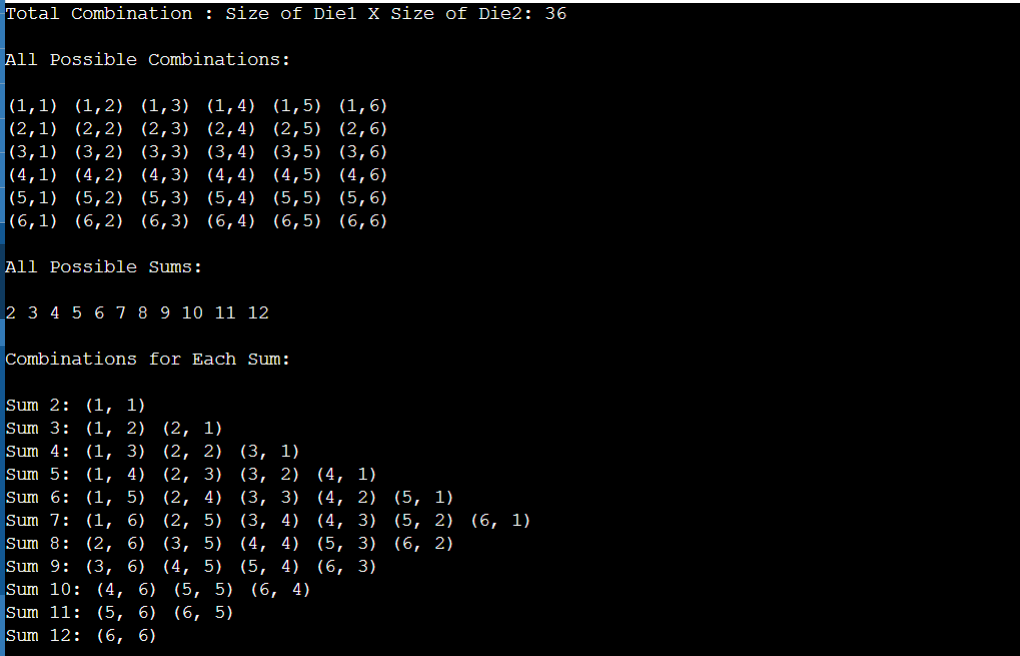 Total Combination : Size of Die1 X Size of Die2: 36
All Possible Combinations:
(1,1) (1,2) (1,3) (1,4) (1,5) (1,6)
(2,1) (2,2) (2,3) (2,4) (2,5) (2,6)
(3,1) (3,2) (3,3) (3,4) (3,5) (3,6)
(4,1) (4,2) (4,3) (4,4) (4,5) (4,6)
(5,1) (5,2) (5,3) (5,4) (5,5) (5,6)
(6,1) (6,2) (6,3) (6,4) (6,5) (6,6)
All Possible Sums:
2 3 4 5 6 7 8 9 10 11 12
Combinations for Each Sum:
Sum 2: (1, 1)
Sum 3: (1, 2) (2, 1)
Sum 4: (1, 3) (2, 2) (3, 1)
Sum 5: (1, 4) (2, 3) (3, 2) (4, 1)
Sum 6: (1, 5) (2, 4) (3, 3) (4, 2) (5, 1)
Sum 7: (1, 6) (2, 5) (3, 4) (4, 3) (5, 2) (6, 1)
Sum 8: (2, 6) (3, 5) (4, 4) (5, 3) (6, 2)
Sum 9: (3, 6) (4, 5) (5, 4) (6, 3)
Sum 10: (4, 6) (5, 5) (6, 4)
Sum 11: (5, 6) (6, 5)
Sum 12: (6, 6)